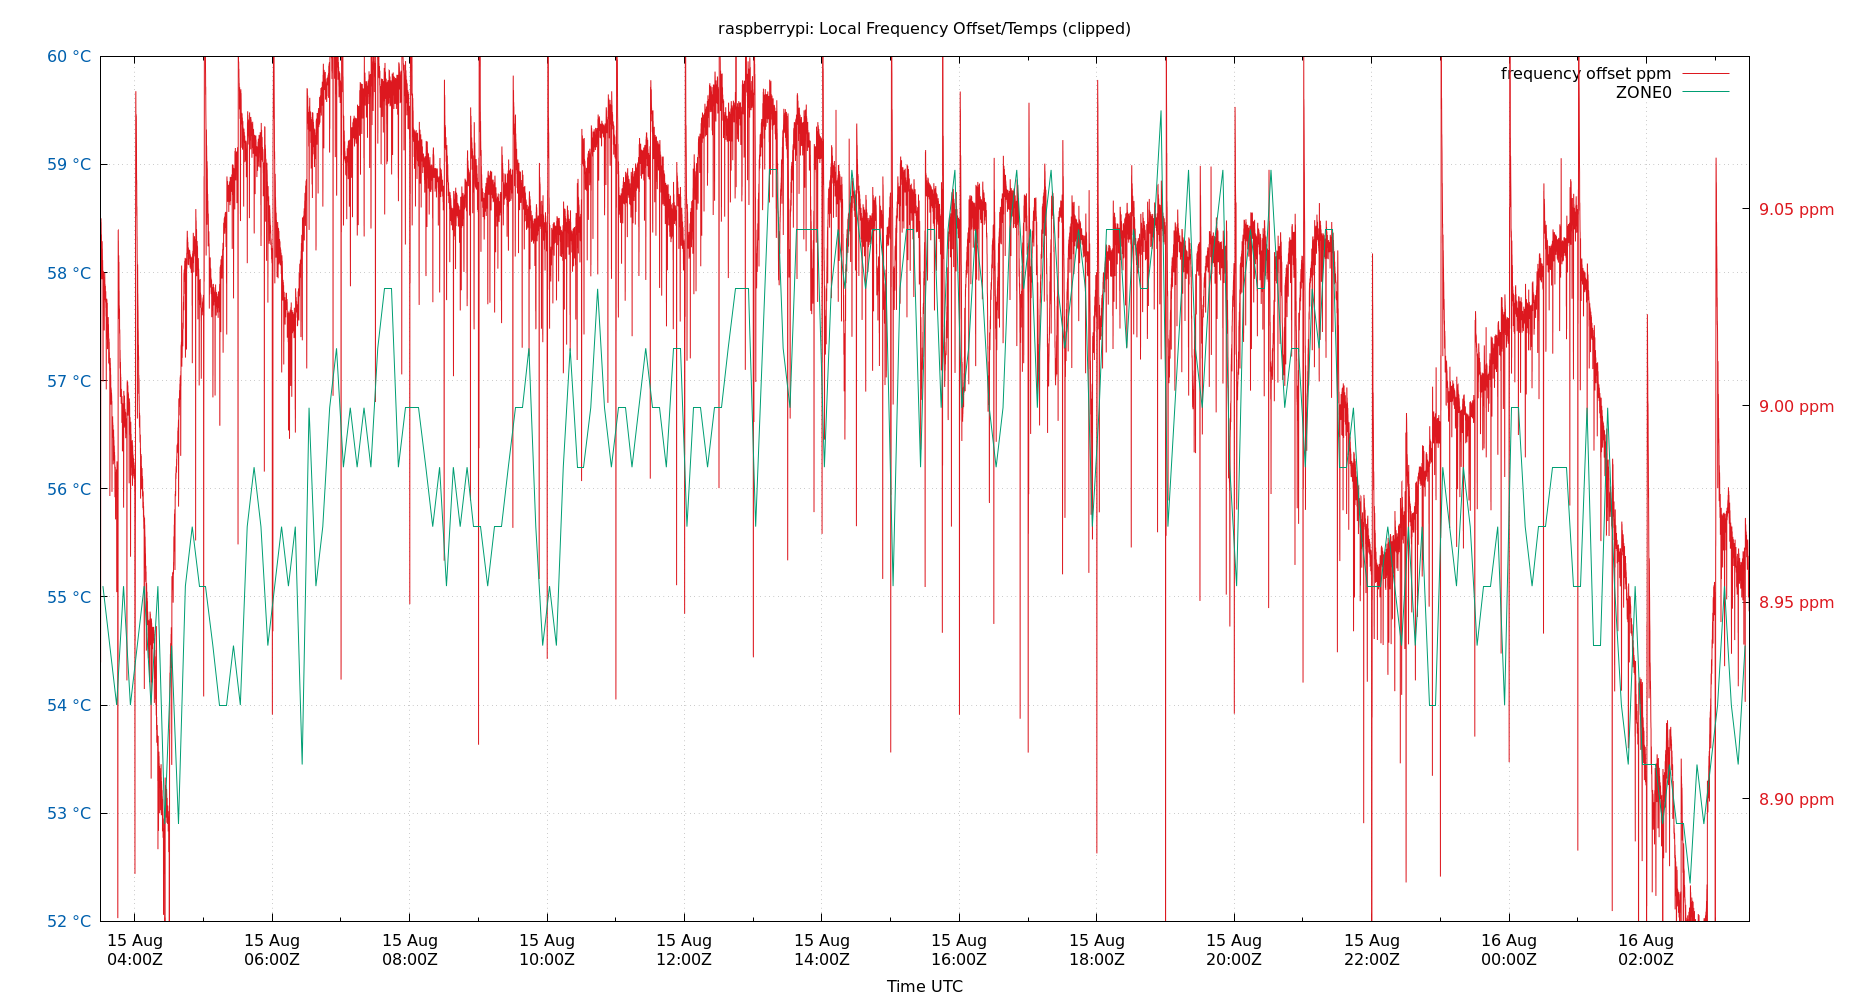 raspberrypi: Local Frequency Offset/Temps (clipped)
frequency offset ppm
ZONE0
60 °C
59 °C
58 °C
57 °C
56 °C
55 °C
54 °C
53 °C
52 °C
9.05 ppm
9.00 ppm
8.95 ppm
8.90 ppm
15 Aug 15 Aug 15 Aug 15 Aug 15 Aug 15 Aug 15 Aug 15 Aug 15 Aug 15 Aug 16 Aug 16 Aug
04:00Z 06:00Z 08:00Z 10:00Z 12:00Z 14:00Z 16:00Z 18:00Z 20:00Z 22:00Z 00:00Z 02:00Z
Time UTC